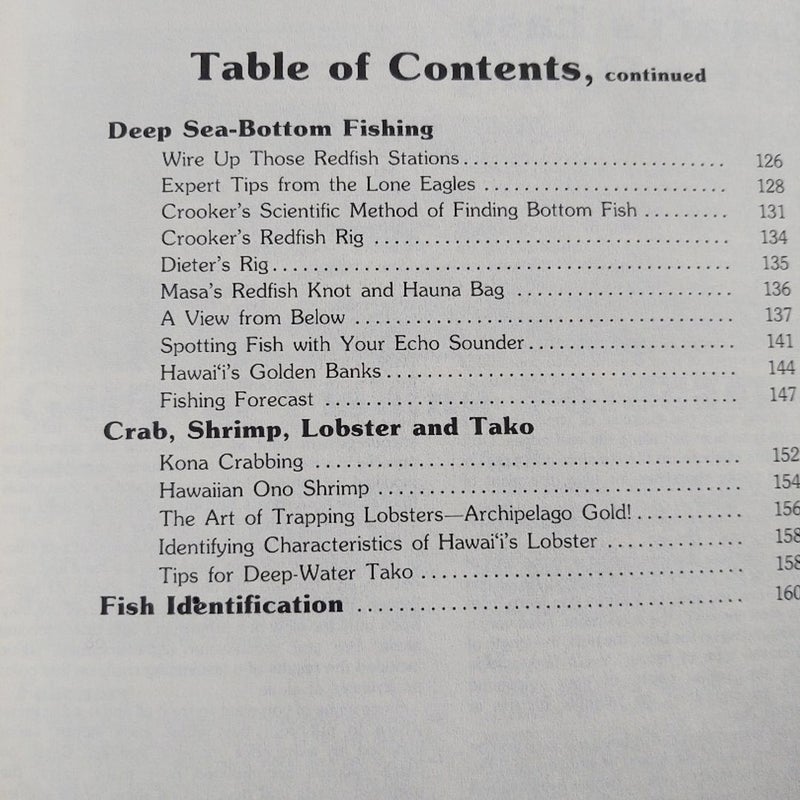 Table of Contents, continued
Deep Sea-Bottom Fishing
Wire Up Those Redfish Stations.......................... 126
Expert Tips from the Lone Eagles ......................... 128
Crooker's Scientific Method of Finding Bottom Fish ......... 131
Crooker's Redfish Rig .................................... 134
Dieter's Rig.............................................. 135
Masa's Redfish Knot and Hauna Bag ...................... 136
A View from Below ...................................... 137
Spotting Fish with Your Echo Sounder..................... 141
Hawai‘i's Golden Banks................................... 144
Fishing Forecast ......................................... 147
Crab, Shrimp, Lobster and Tako
Kona Crabbing .......................................... 152
Hawaiian Ono Shrimp .................................... 154
The Art of Trapping Lobsters—Archipelago Gold!........... 156
Identifying Characteristics of Hawai‘i's Lobster .............. 158
Tips for Deep-Water Tako ................................ 158
Fish Identification ....................................... 160